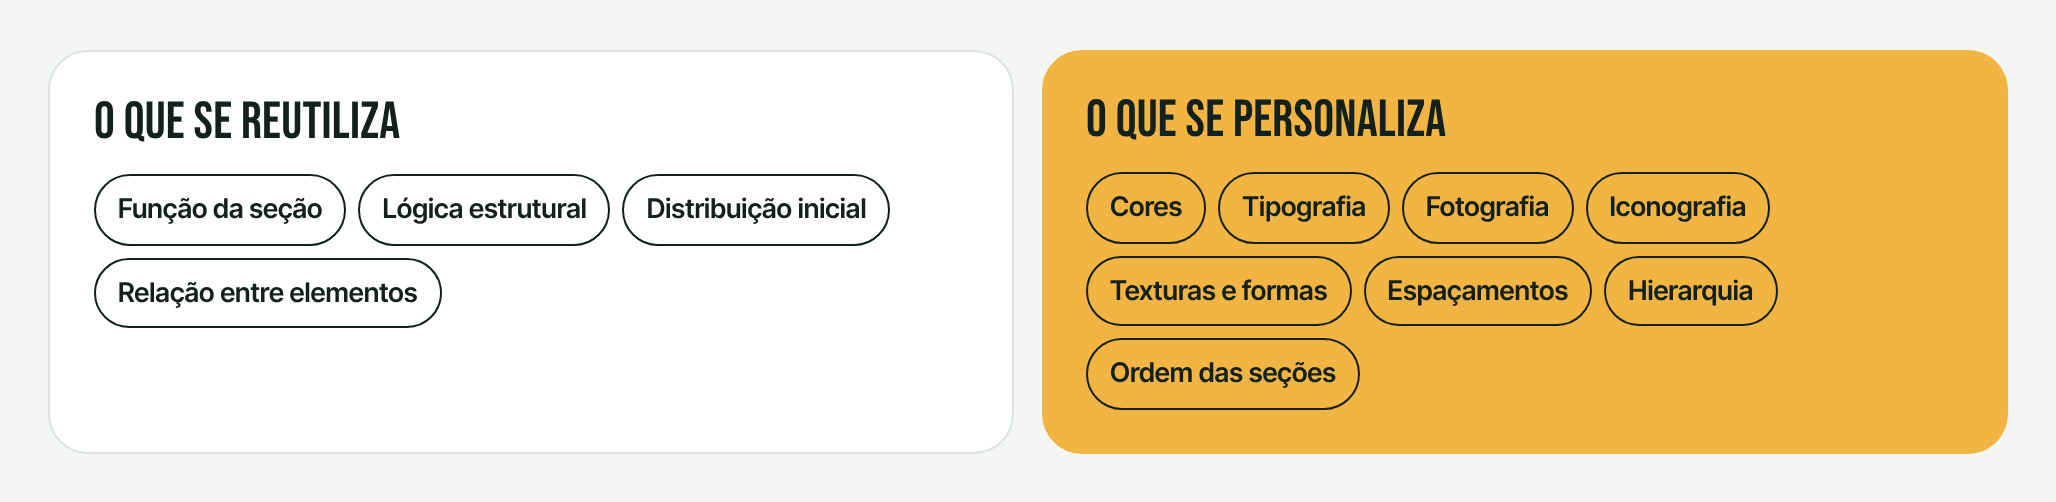 O QUE SE REUTILIZA
Função da seção
Lógica estrutural
Distribuição inicial
Relação entre elementos
O QUE SE PERSONALIZA
Cores
Tipografia
Fotografia
Iconografia
Texturas e formas
Espaçamentos
Hierarquia
Ordem das seções